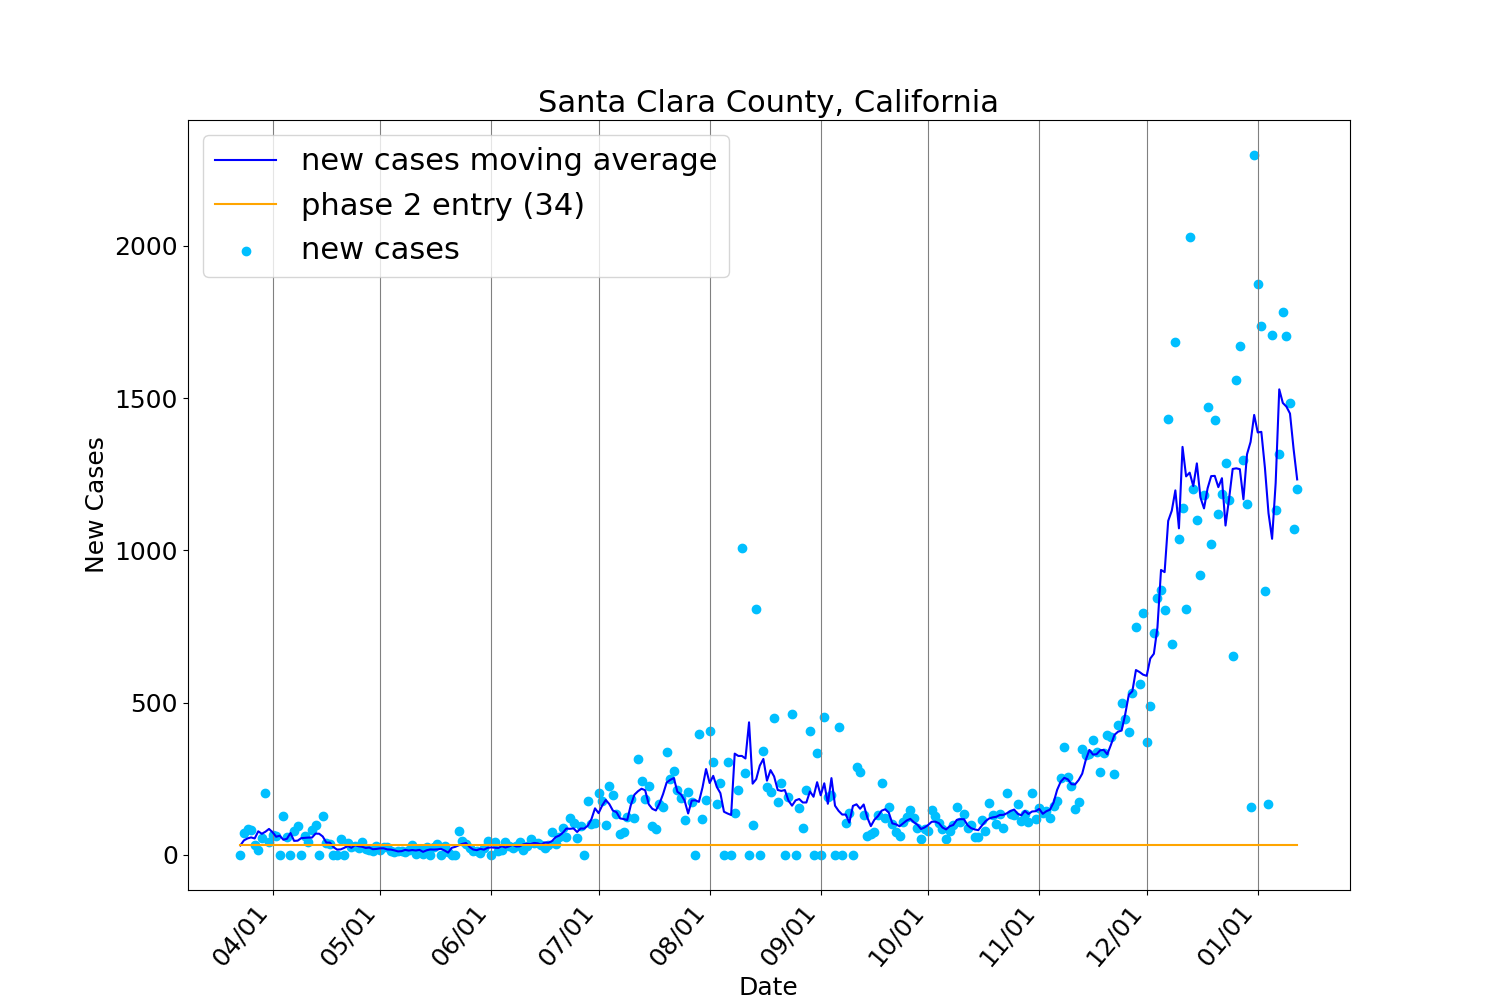 Santa Clara County, California
new cases moving average
phase 2 entry (34)
new cases
2000
1500
1000
500
0
New Cases
04/01
05/01
06/01
07/01
08/01
09/01
10/01
11/01
12/01
01/01
Date